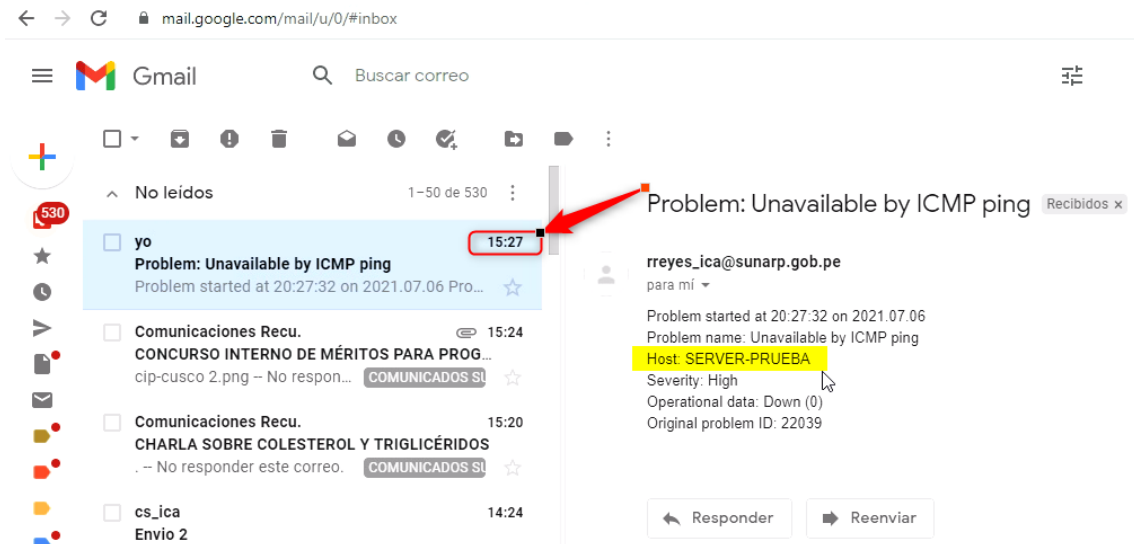 mail.google.com/mail/u/0/#inbox
Gmail
Buscar correo
No leídos
1–50 de 530
530
yo
15:27
Problem: Unavailable by ICMP ping
Problem started at 20:27:32 on 2021.07.06 Pro...
Comunicaciones Recu.
15:24
CONCURSO INTERNO DE MÉRITOS PARA PROG...
cip-cusco 2.png -- No respon...
COMUNICADOS SU
Comunicaciones Recu.
15:20
CHARLA SOBRE COLESTEROL Y TRIGLICÉRIDOS
. -- No responder este correo.
COMUNICADOS SU
cs_ica
14:24
Envio 2
Problem: Unavailable by ICMP ping
Recibidos x
rreyes_ica@sunarp.gob.pe
para mí
Problem started at 20:27:32 on 2021.07.06
Problem name: Unavailable by ICMP ping
Host: SERVER-PRUEBA
Severity: High
Operational data: Down (0)
Original problem ID: 22039
Responder
Reenviar